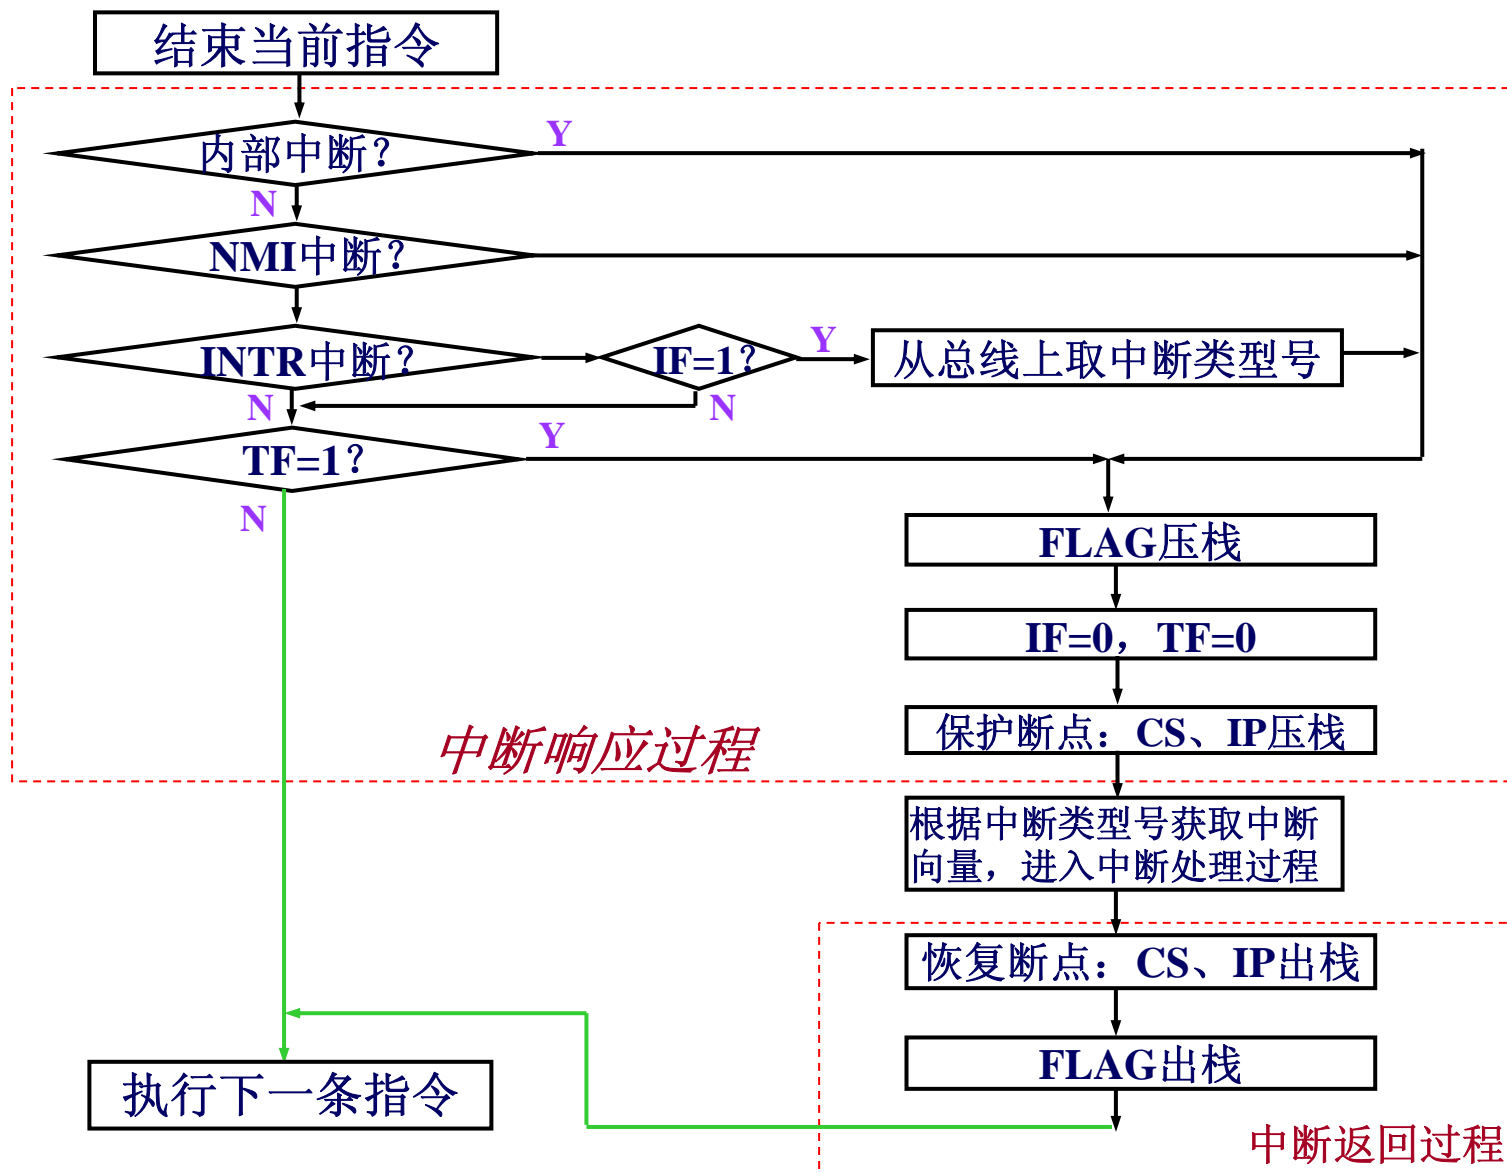 结束当前指令
内部中断？
Y
N
NMI中断？
INTR中断？
IF=1？
Y
从总线上取中断类型号
N
N
TF=1？
Y
N
FLAG压栈
IF=0，TF=0
保护断点：CS、IP压栈
中断响应过程
根据中断类型号获取中断
向量，进入中断处理过程
恢复断点：CS、IP出栈
FLAG出栈
执行下一条指令
中断返回过程